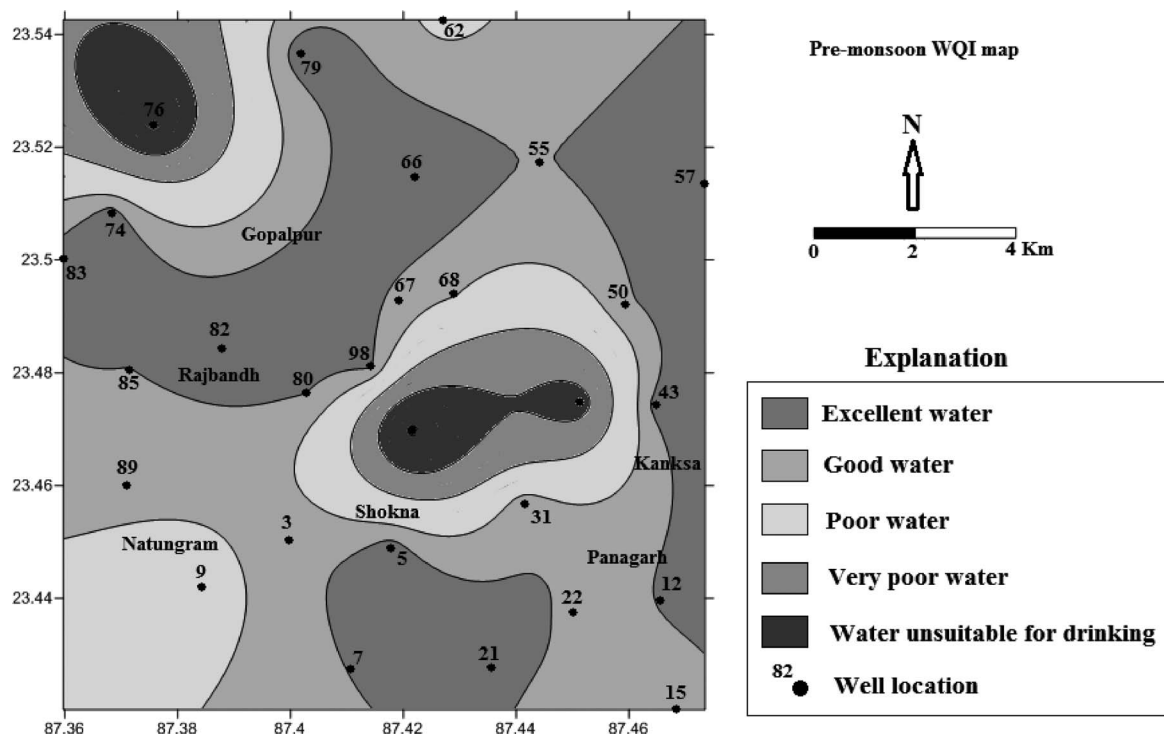 Pre-monsoon WQI map
N
0 2 4 Km
23.54
23.52
23.5
23.48
23.46
23.44
62
79
76
55
66
57
74
Gopalpur
83
67
68
50
82
98
Rajbandh
85
80
43
89
Kanksa
Shokna
31
3
Natungram
5
Panagarh
9
12
22
7
21
15
87.36 87.38 87.4 87.42 87.44 87.46
Explanation
Excellent water
Good water
Poor water
Very poor water
Water unsuitable for drinking
82 Well location